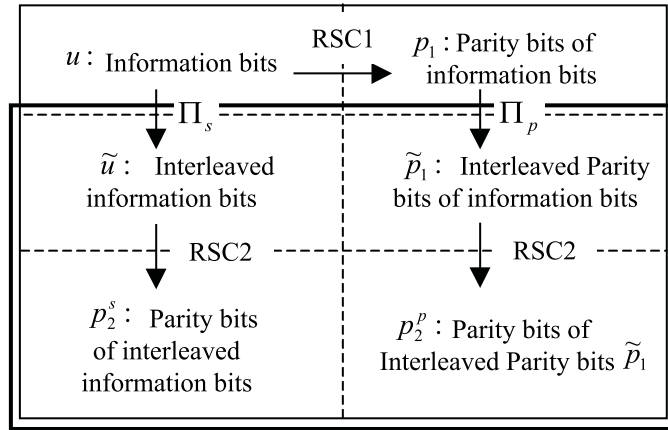 u : Information bits
RSC1
p₁ : Parity bits of
information bits
Πₛ
Πₚ
ũ : Interleaved
information bits
p̃₁ : Interleaved Parity
bits of information bits
RSC2
RSC2
p₂ˢ : Parity bits
of interleaved
information bits
p₂ᵖ : Parity bits of
Interleaved Parity bits p̃₁